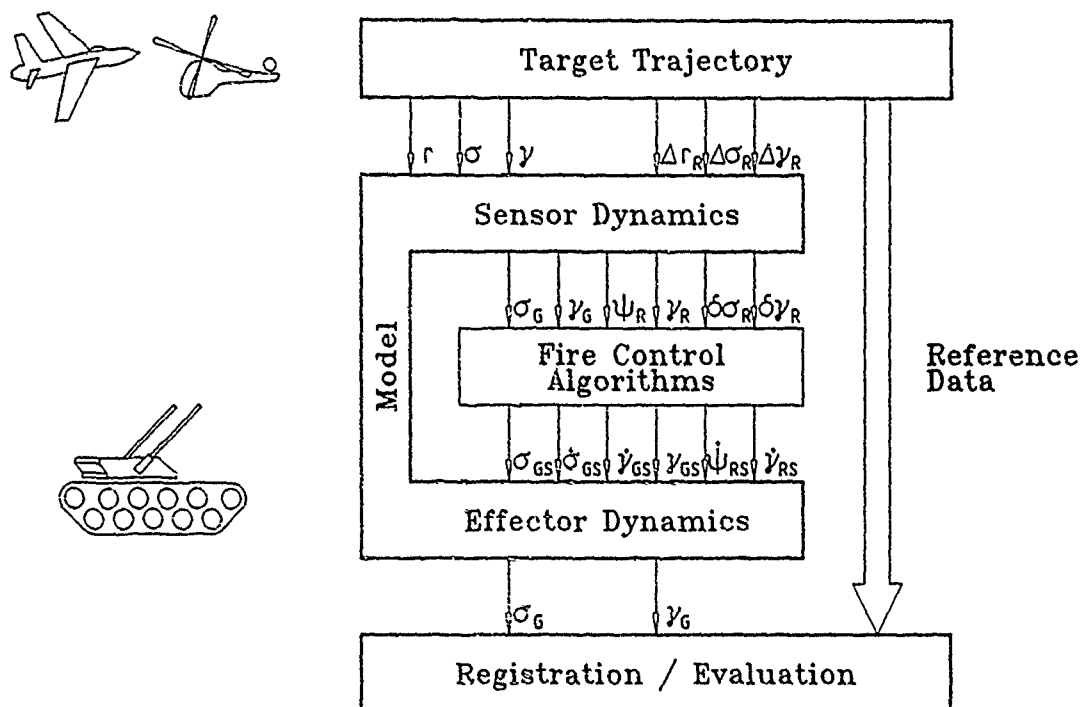 Target Trajectory
r σ γ Δr_R Δσ_R Δγ_R
Sensor Dynamics
σ_G γ_G ψ_R γ_R δσ_R δγ_R
Model
Fire Control
Algorithms
Reference
Data
σ_GS σ̇_GS γ̇_GS γ_GS ψ̇_RS γ̇_RS
Effector Dynamics
σ_G γ_G
Registration / Evaluation